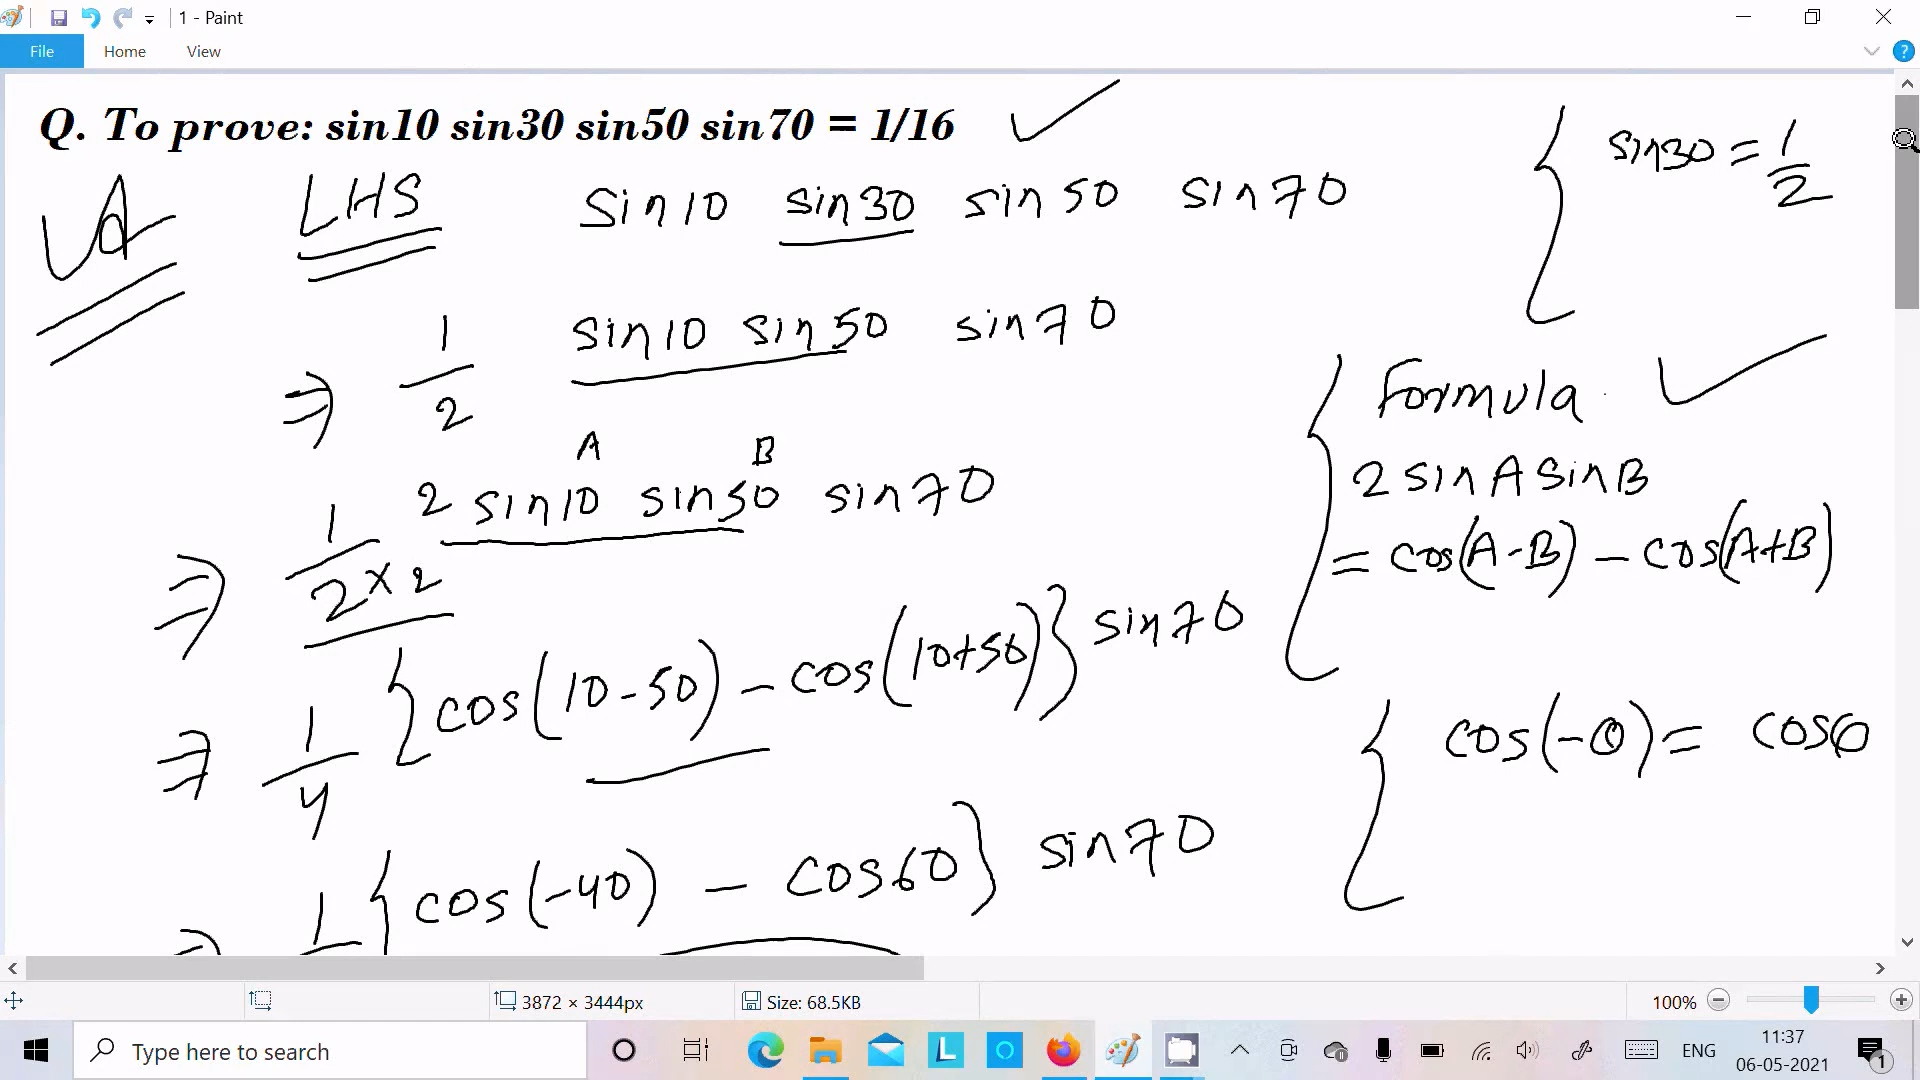 1 - Paint
File Home View
Q. To prove: sin10 sin30 sin50 sin70 = 1/16
LHS sin10 sin30 sin50 sin70
sin30 = 1/2
⇒ 1/2 sin10 sin50 sin70
Formula
A B
2 sinA sinB
⇒ 1/2×2 2 sin10 sin50 sin70
= cos(A-B) - cos(A+B)
⇒ 1/4 {cos(10-50) - cos(10+50)} sin70
cos(-θ) = cosθ
⇒ 1 {cos(-40) - cos60} sin70
3872 × 3444px Size: 68.5KB 100%
Type here to search
ENG 11:37
06-05-2021
1